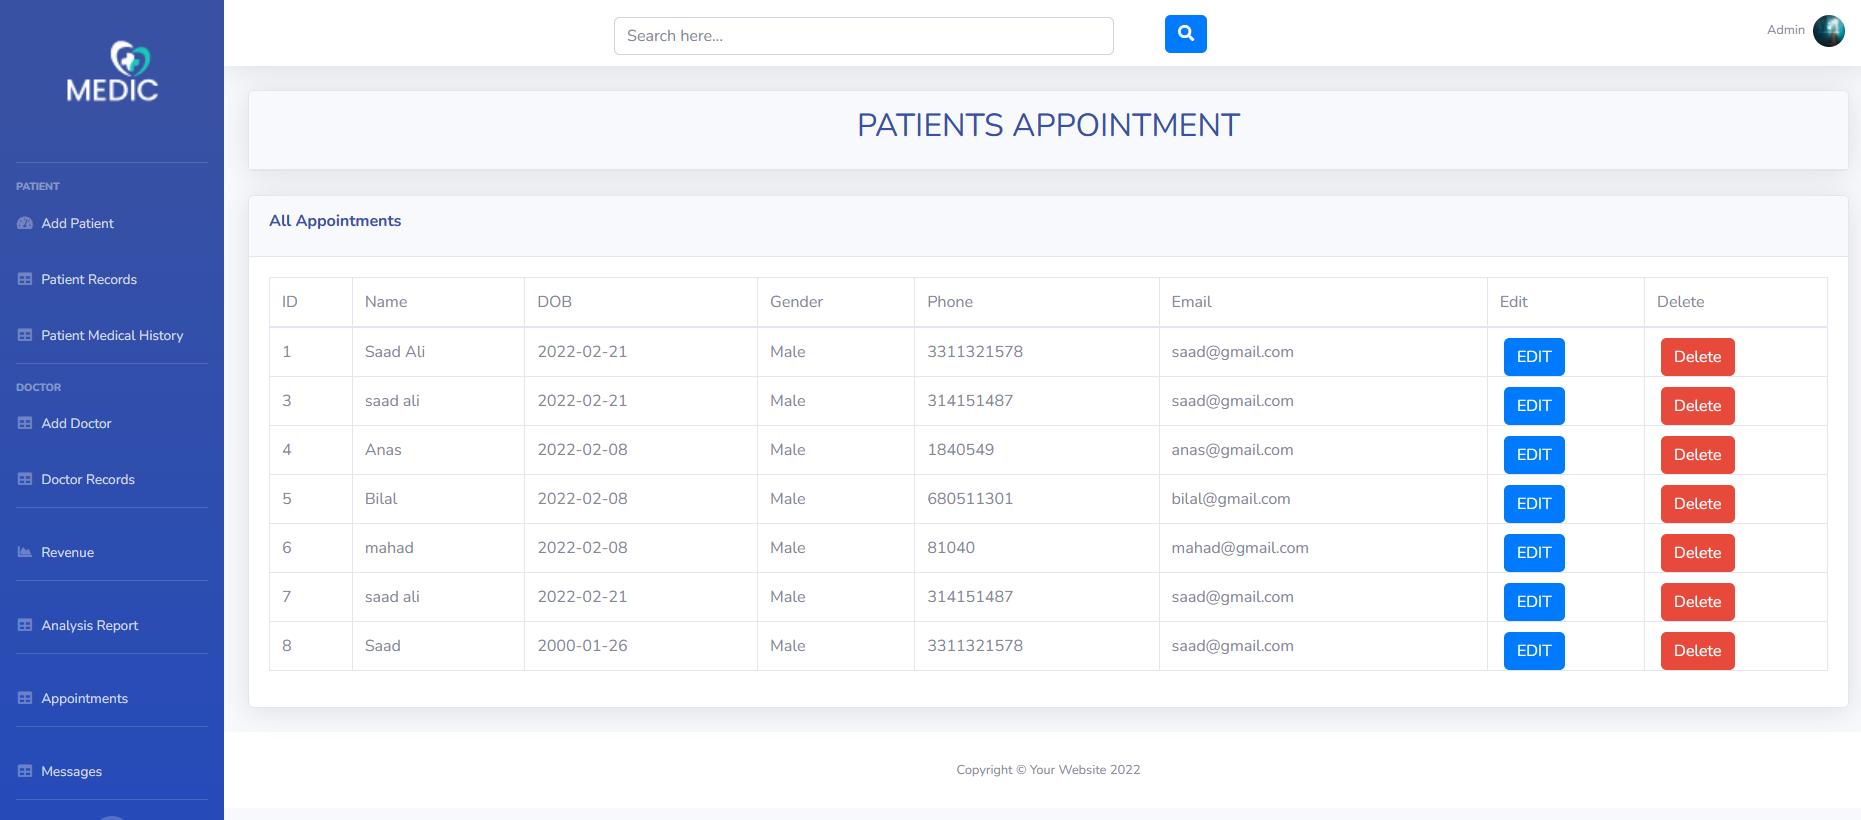 MEDIC
Search here...
Admin
PATIENT
Add Patient
Patient Records
Patient Medical History
DOCTOR
Add Doctor
Doctor Records
Revenue
Analysis Report
Appointments
Messages
PATIENTS APPOINTMENT
All Appointments
ID Name DOB Gender Phone Email Edit Delete
1 Saad Ali 2022-02-21 Male 3311321578 saad@gmail.com EDIT Delete
3 saad ali 2022-02-21 Male 314151487 saad@gmail.com EDIT Delete
4 Anas 2022-02-08 Male 1840549 anas@gmail.com EDIT Delete
5 Bilal 2022-02-08 Male 680511301 bilal@gmail.com EDIT Delete
6 mahad 2022-02-08 Male 81040 mahad@gmail.com EDIT Delete
7 saad ali 2022-02-21 Male 314151487 saad@gmail.com EDIT Delete
8 Saad 2000-01-26 Male 3311321578 saad@gmail.com EDIT Delete
Copyright © Your Website 2022